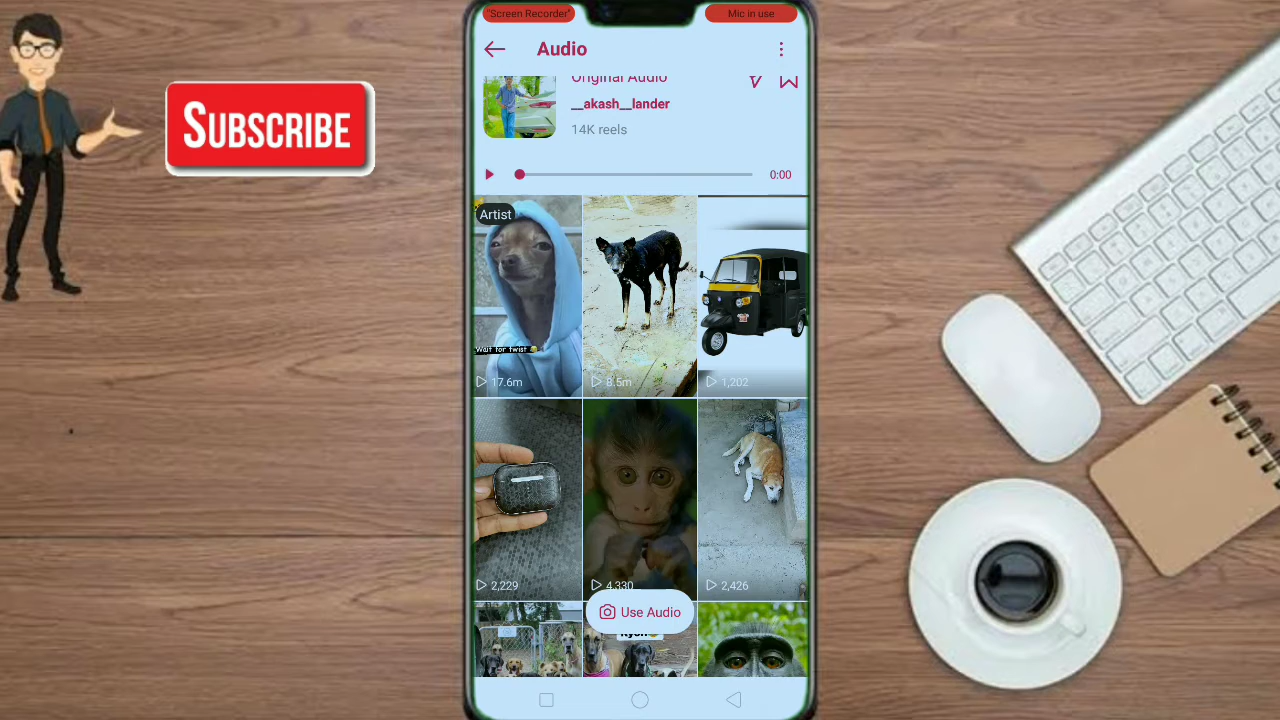 "Screen Recorder"
Mic in use
Audio
Original Audio
__akash__lander
14K reels
0:00
SUBSCRIBE
Artist
Wait for twist
17.6m
8.5m
1,202
2,229
4,330
2,426
Use Audio